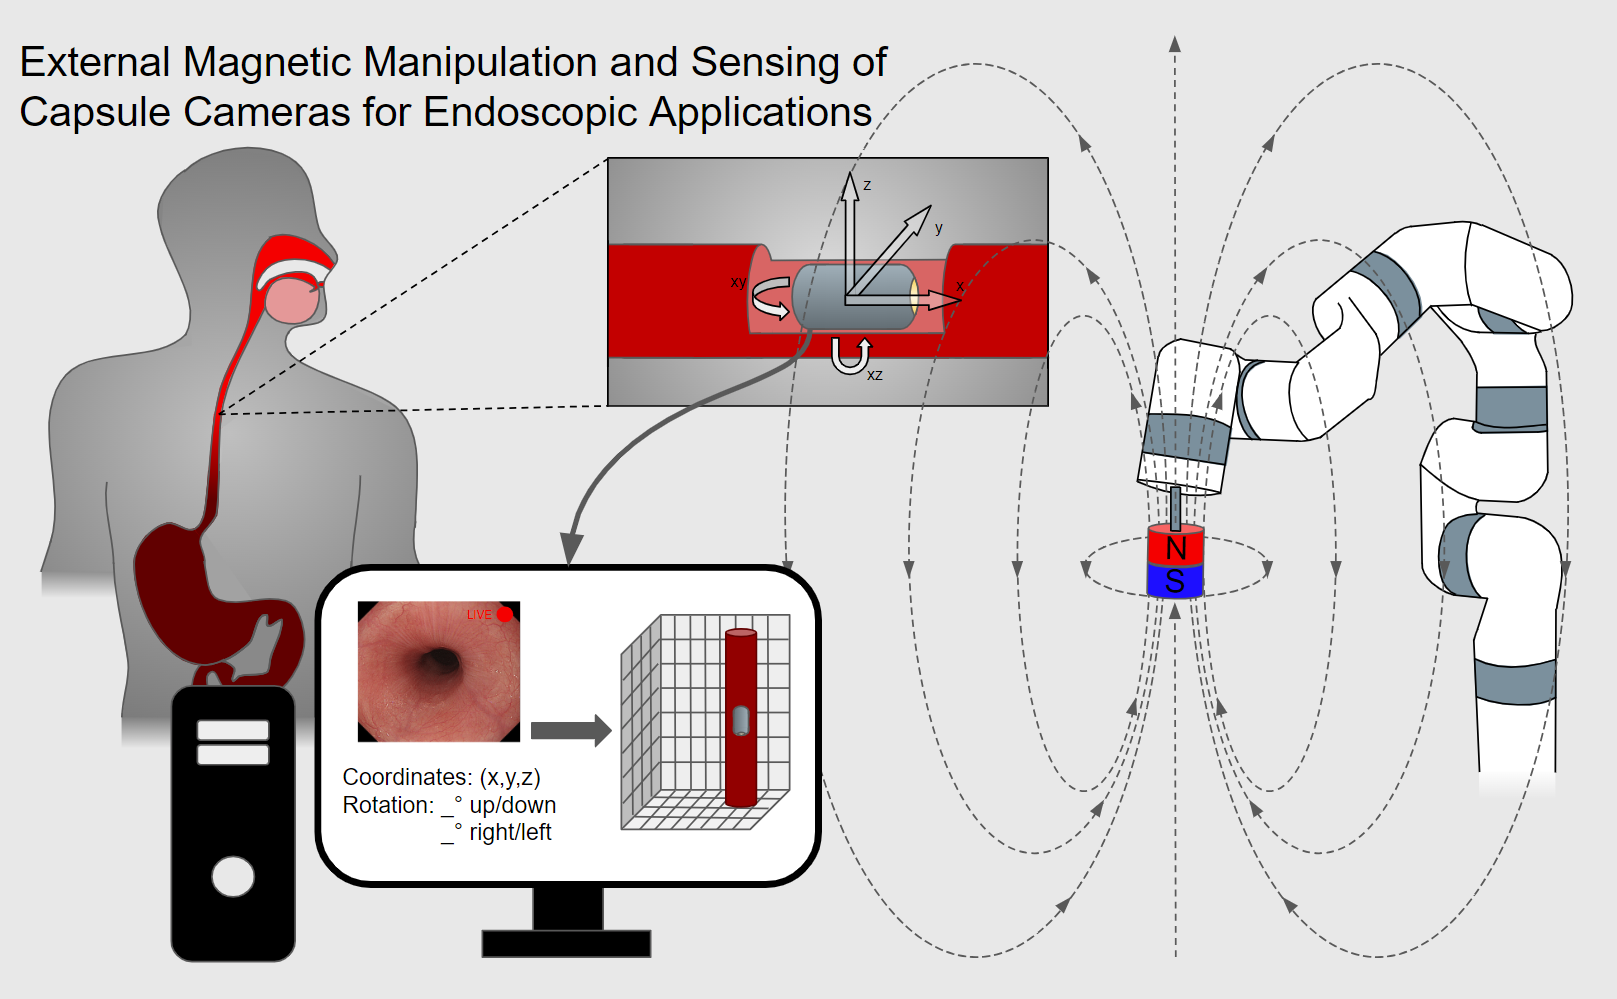 External Magnetic Manipulation and Sensing of
Capsule Cameras for Endoscopic Applications
z
y
x
xy
xz
N
S
LIVE
Coordinates: (x,y,z)
Rotation: _° up/down
_° right/left